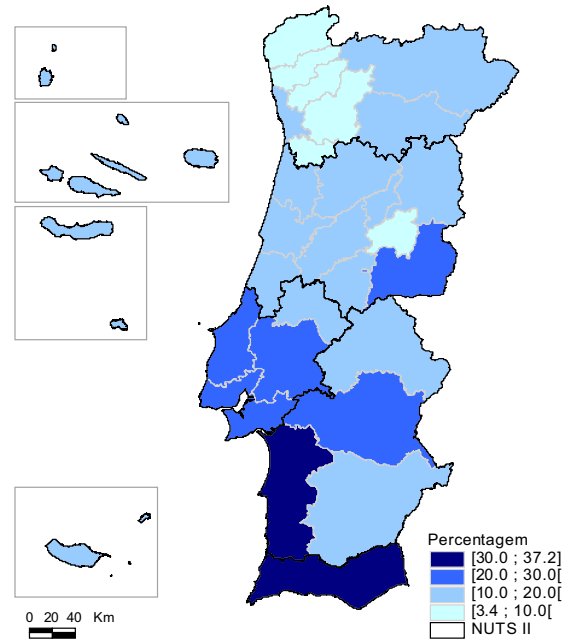 Percentagem
[30.0 ; 37.2]
[20.0 ; 30.0[
[10.0 ; 20.0[
[3.4 ; 10.0[
NUTS II
0 20 40 Km